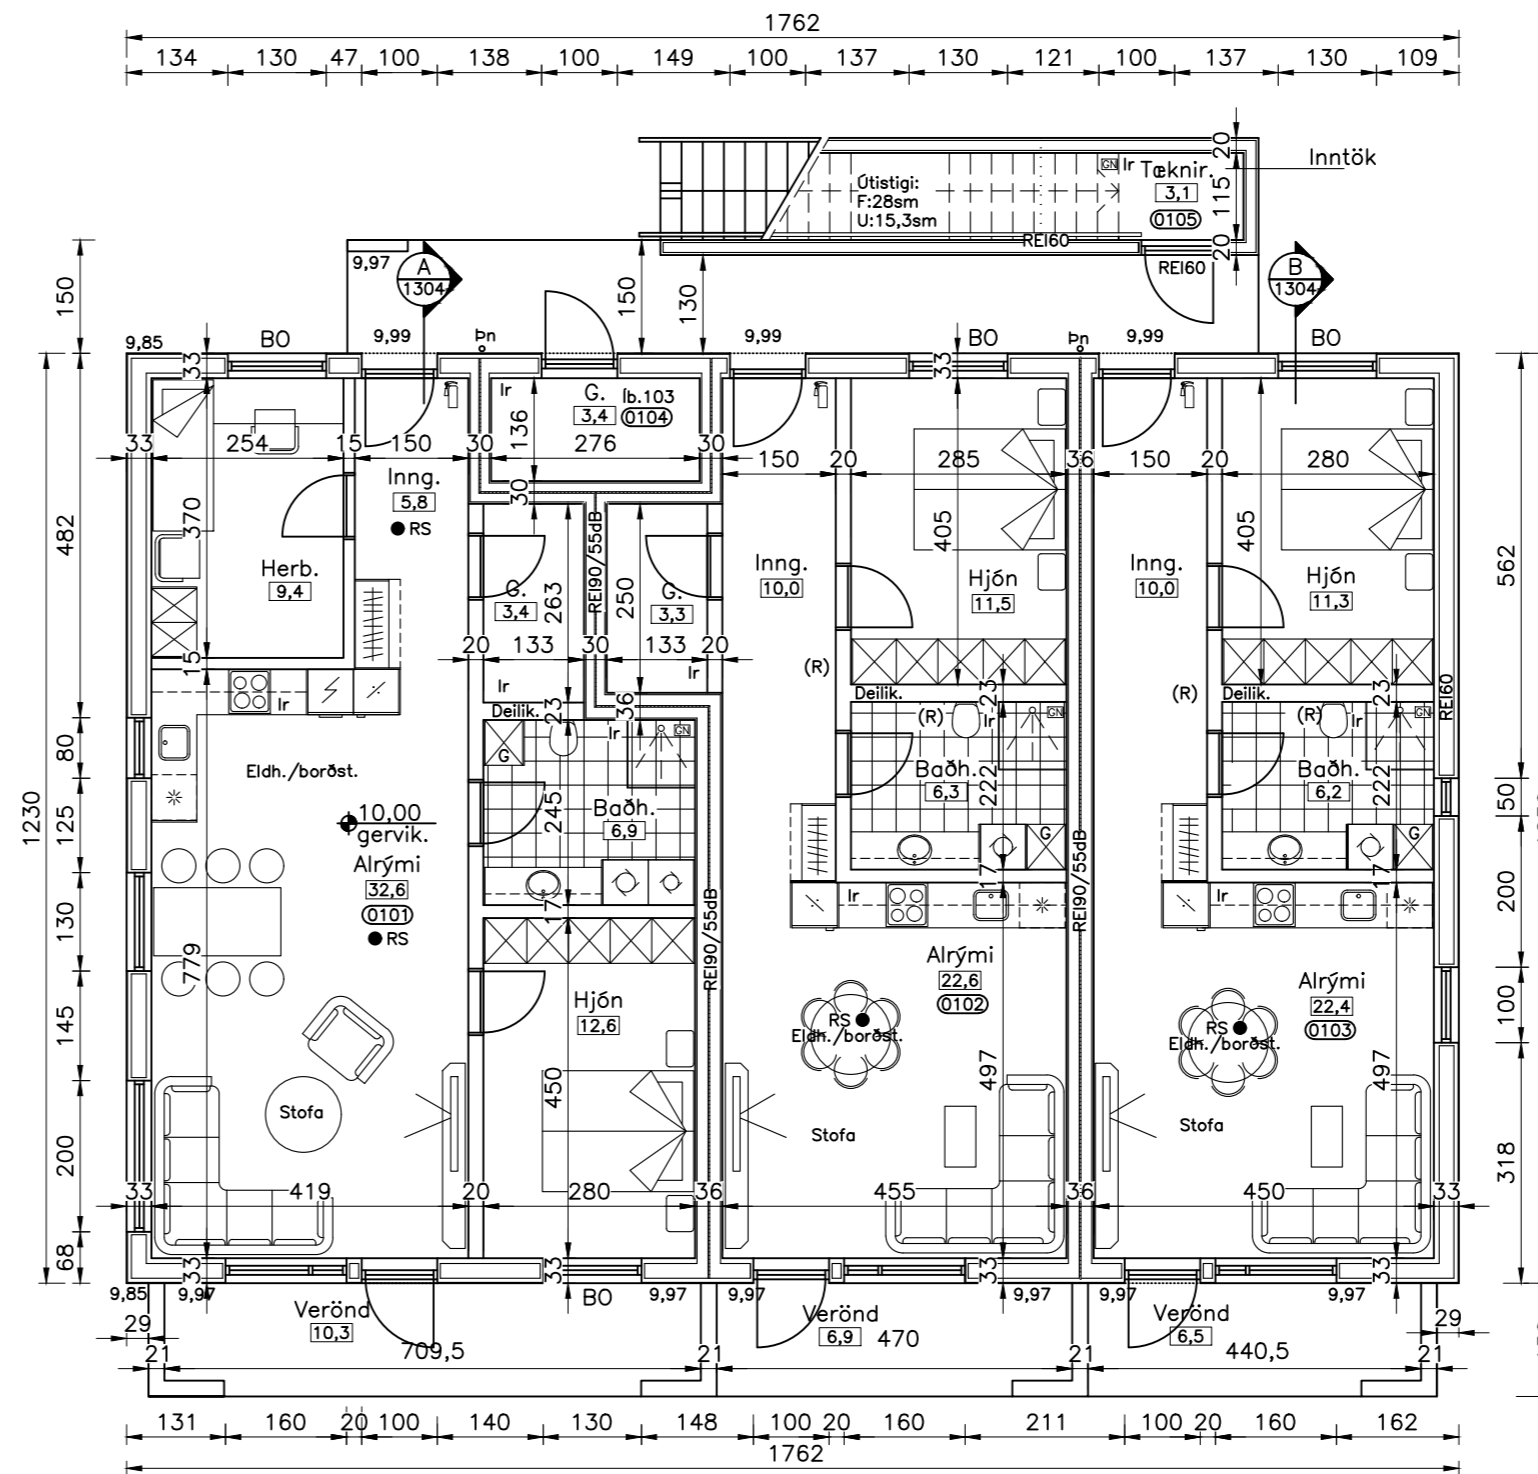 1762
134 130 47 100 138 100 149 100 137 130 121 100 137 130 109
20
Inntök
GN Ir Tæknir.
3,1
0105
115
Útistigi:
F:28sm
U:15,3sm
REI60
20
REI60
150
9,97
A
1304
150
130
B
1304
9,85
BO
9,99
Þn
9,99
BO
Þn
9,99
BO
33
33
Ir
G. Íb.103
3,4 0104
136
33 254 15 150 30 276 30
150 20 285 36 150 20 280
Inng.
5,8
RS
30
370
482
562
405
405
REI90/55dB
Herb.
9,4
G.
3,4
263
250
G.
3,3
Inng.
10,0
Hjón
11,5
Inng.
10,0
Hjón
11,3
20 133 30 133 20
15
Ir
Ir
(R)
(R)
Ir
23
36
23
23
Deilik.
Deilik.
Deilik.
REI60
G
Ir
GN
(R)
Ir
GN
(R)
Ir
GN
80
Eldh./borðst.
Baðh.
6,3
222
Baðh.
6,2
222
50
1230
125
10,00
gervik.
245
Baðh.
6,9
G
G
Alrými
32,6
0101
RS
17
17
17
Ir
Ir
REI90/55dB
REI90/55dB
130
200
779
Alrými
22,6
0102
Alrými
22,4
0103
Hjón
12,6
145
100
RS
Eldh./borðst.
RS
Eldh./borðst.
497
497
450
Stofa
Stofa
Stofa
200
318
33 419 20 280 36 455 36 450 33
68
33
33
33
33
9,85
9,97
BO
9,97
9,97
9,97
9,97
9,97
29
Verönd
10,3
Verönd
6,9
Verönd
6,5
29
21 709,5 21 470 21 440,5 21
131 160 20 100 140 130 148 100 20 160 211 100 20 160 162
1762